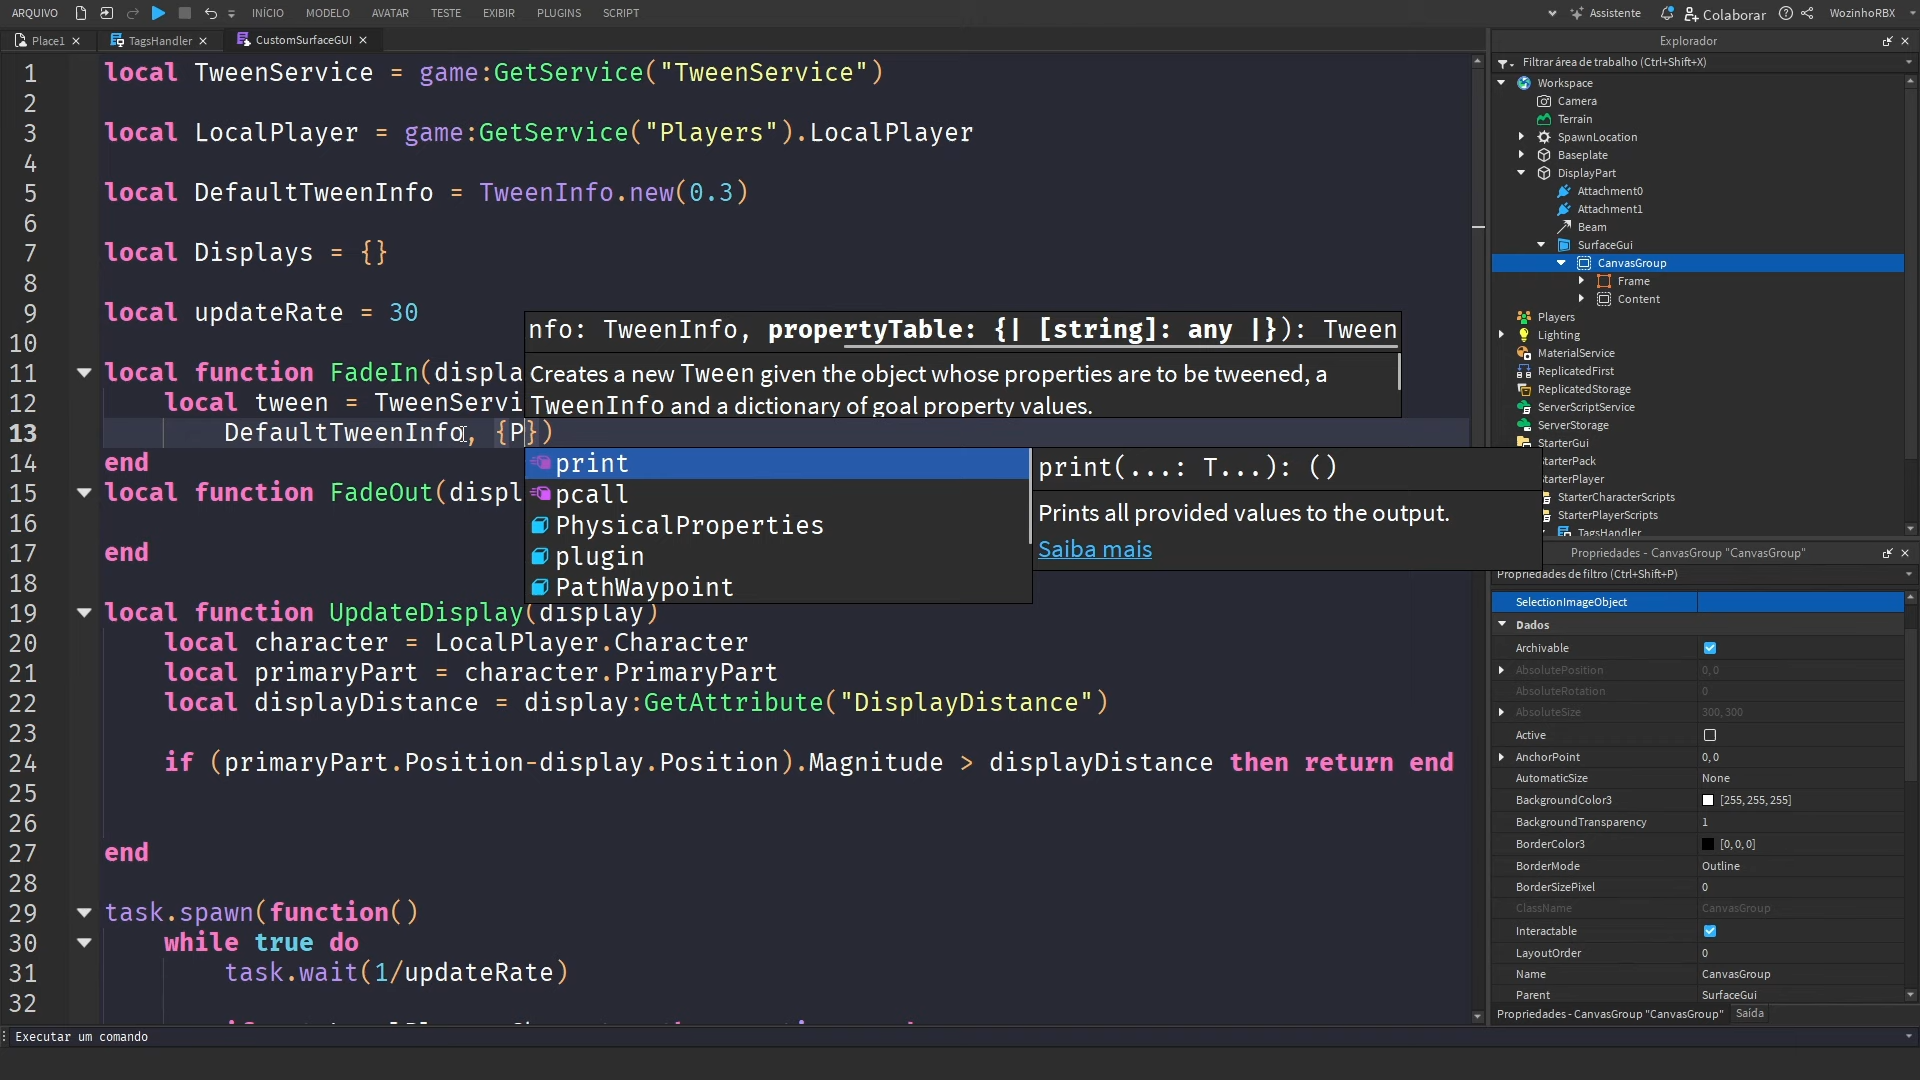 ARQUIVO
INÍCIO MODELO AVATAR TESTE EXIBIR PLUGINS SCRIPT
Assistente Colaborar WozinhoRBX
Place1 TagsHandler CustomSurfaceGUI
1 local TweenService = game:GetService("TweenService")
2
3 local LocalPlayer = game:GetService("Players").LocalPlayer
4
5 local DefaultTweenInfo = TweenInfo.new(0.3)
6
7 local Displays = {}
8
9 local updateRate = 30
10
11 local function FadeIn(displa
12 local tween = TweenServi
13 DefaultTweenInfo, {P})
14 end
15 local function FadeOut(displ
16
17 end
18
19 local function UpdateDisplay(display)
20 local character = LocalPlayer.Character
21 local primaryPart = character.PrimaryPart
22 local displayDistance = display:GetAttribute("DisplayDistance")
23
24 if (primaryPart.Position-display.Position).Magnitude > displayDistance then return end
25
26
27 end
28
29 task.spawn(function()
30 while true do
31 task.wait(1/updateRate)
32
nfo: TweenInfo, propertyTable: {| [string]: any |}): Tween
Creates a new Tween given the object whose properties are to be tweened, a
TweenInfo and a dictionary of goal property values.
print
pcall
PhysicalProperties
plugin
PathWaypoint
print(...: T...): ()
Prints all provided values to the output.
Saiba mais
Explorador
Filtrar área de trabalho (Ctrl+Shift+X)
Workspace
Camera
Terrain
SpawnLocation
Baseplate
DisplayPart
Attachment0
Attachment1
Beam
SurfaceGui
CanvasGroup
Frame
Content
Players
Lighting
MaterialService
ReplicatedFirst
ReplicatedStorage
ServerScriptService
ServerStorage
StarterGui
tarterPack
tarterPlayer
StarterCharacterScripts
StarterPlayerScripts
TagsHandler
Propriedades - CanvasGroup "CanvasGroup"
Propriedades de filtro (Ctrl+Shift+P)
SelectionImageObject
Dados
Archivable
AbsolutePosition 0, 0
AbsoluteRotation 0
AbsoluteSize 300, 300
Active
AnchorPoint 0, 0
AutomaticSize None
BackgroundColor3 [255, 255, 255]
BackgroundTransparency 1
BorderColor3 [0, 0, 0]
BorderMode Outline
BorderSizePixel 0
ClassName CanvasGroup
Interactable
LayoutOrder 0
Name CanvasGroup
Parent SurfaceGui
Propriedades - CanvasGroup "CanvasGroup" Saída
Executar um comando